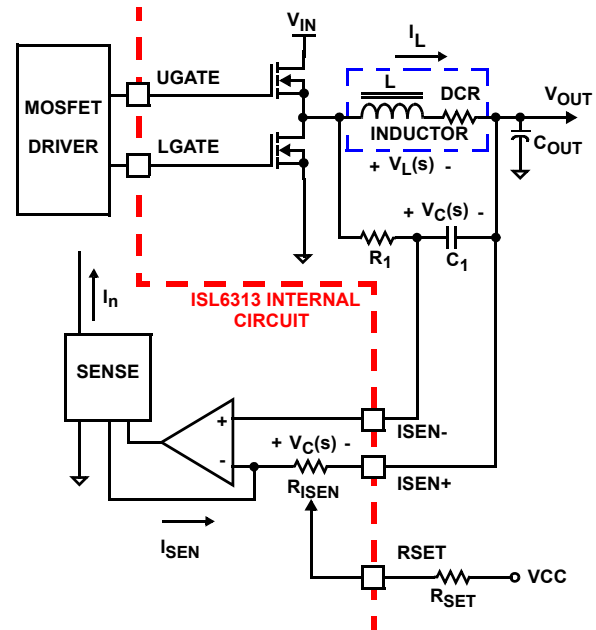 V_IN
I_L
UGATE
L
DCR
V_OUT
MOSFET
DRIVER
LGATE
INDUCTOR
C_OUT
+ V_L(s) -
+ V_C(s) -
R_1
C_1
ISL6313 INTERNAL
CIRCUIT
I_n
SENSE
+
ISEN-
+ V_C(s) -
-
R_ISEN
ISEN+
I_SEN
RSET
VCC
R_SET